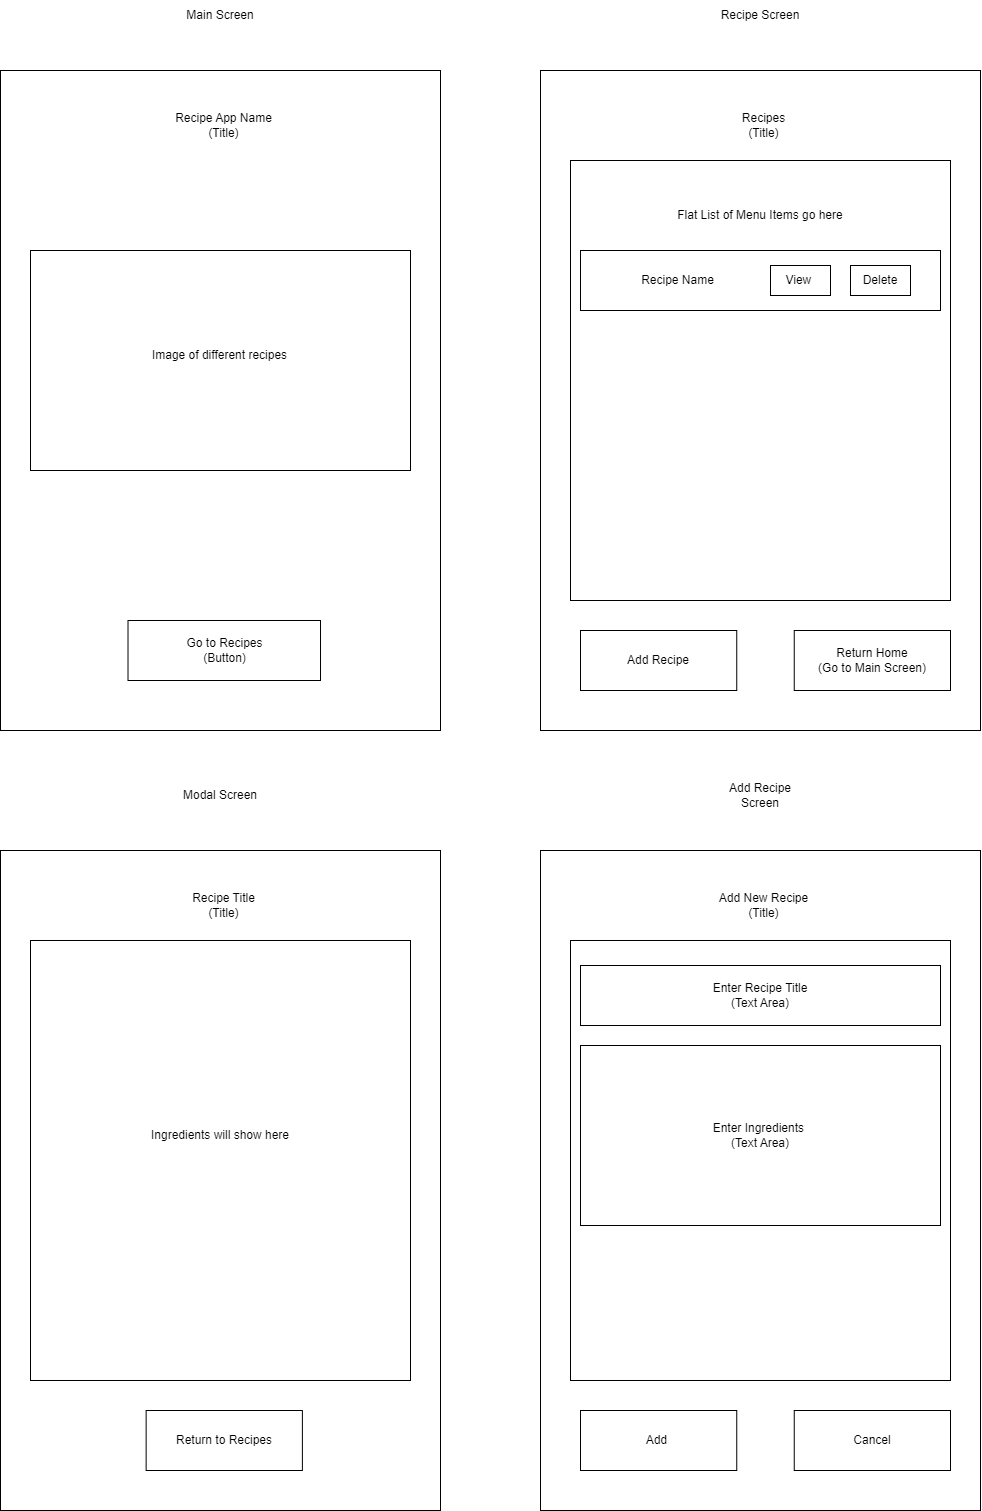 Main Screen
Recipe Screen
Recipe App Name
(Title)
Image of different recipes
Go to Recipes
(Button)
Recipes
(Title)
Flat List of Menu Items go here
Recipe Name
View
Delete
Add Recipe
Return Home
(Go to Main Screen)
Modal Screen
Add Recipe
Screen
Recipe Title
(Title)
Ingredients will show here
Return to Recipes
Add New Recipe
(Title)
Enter Recipe Title
(Text Area)
Enter Ingredients
(Text Area)
Add
Cancel